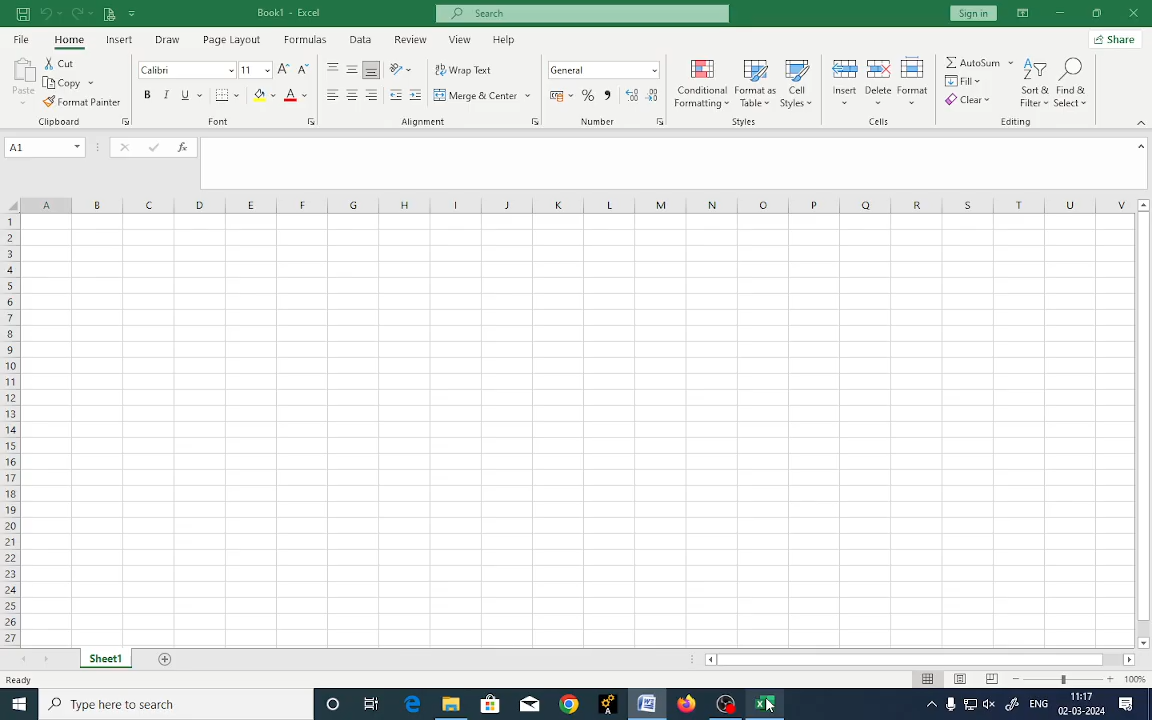 Book1 - Excel
Search
Sign in
File Home Insert Draw Page Layout Formulas Data Review View Help
Share
Paste
Cut
Copy
Format Painter
Calibri 11
B I U A
Wrap Text
Merge & Center
General
%
Conditional Formatting
Format as Table
Cell Styles
Insert Delete Format
AutoSum
Fill
Clear
Sort & Filter
Find & Select
Clipboard Font Alignment Number Styles Cells Editing
A1 fx
A B C D E F G H I J K L M N O P Q R S T U V
1
2
3
4
5
6
7
8
9
10
11
12
13
14
15
16
17
18
19
20
21
22
23
24
25
26
27
Sheet1
Ready
100%
Type here to search
ENG
11:17
02-03-2024